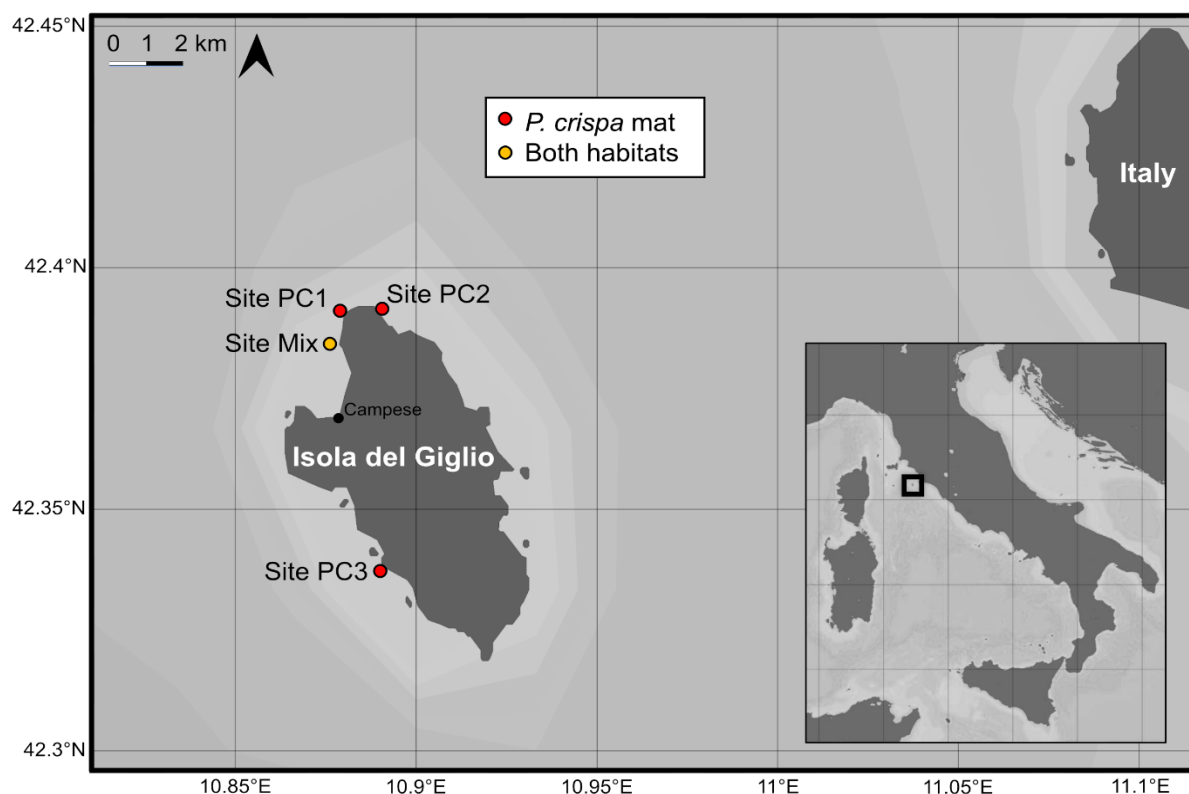 42.45°N
0 1 2 km
P. crispa mat
Both habitats
Italy
42.4°N
Site PC1
Site PC2
Site Mix
Campese
Isola del Giglio
42.35°N
Site PC3
42.3°N
10.85°E 10.9°E 10.95°E 11°E 11.05°E 11.1°E